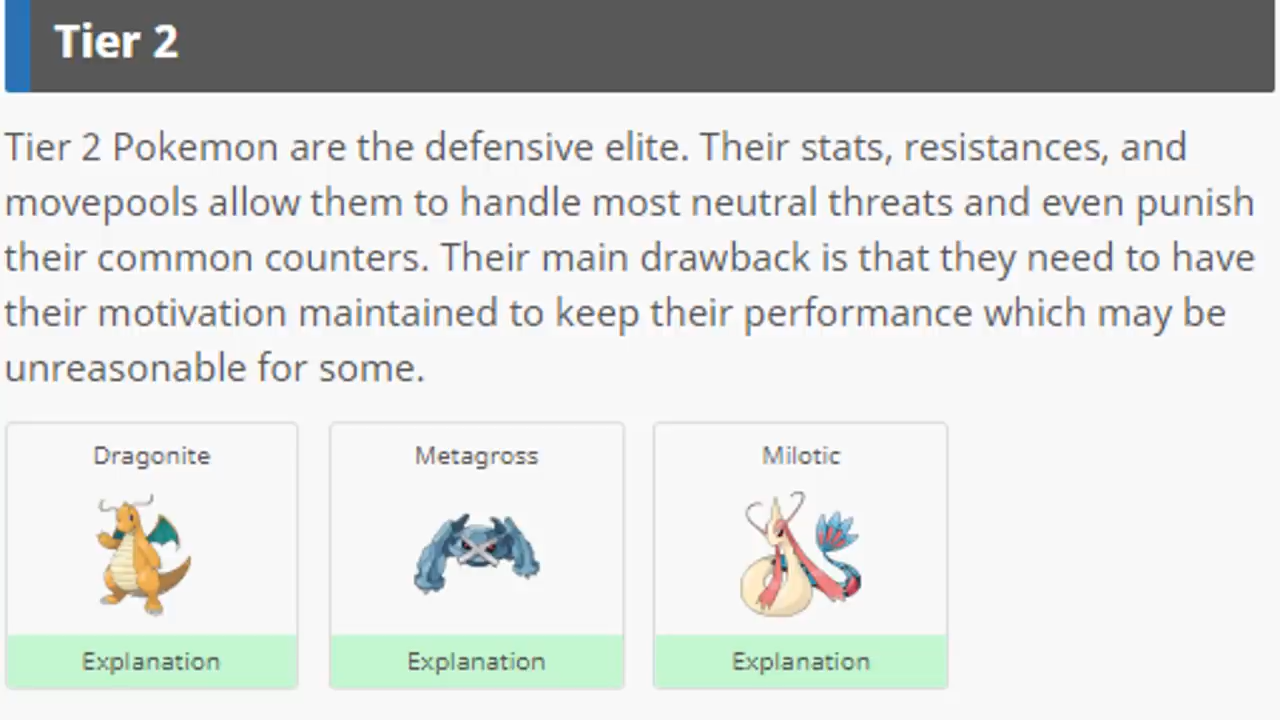 Tier 2
Tier 2 Pokemon are the defensive elite. Their stats, resistances, and
movepools allow them to handle most neutral threats and even punish
their common counters. Their main drawback is that they need to have
their motivation maintained to keep their performance which may be
unreasonable for some.
Dragonite Metagross Milotic
Explanation Explanation Explanation